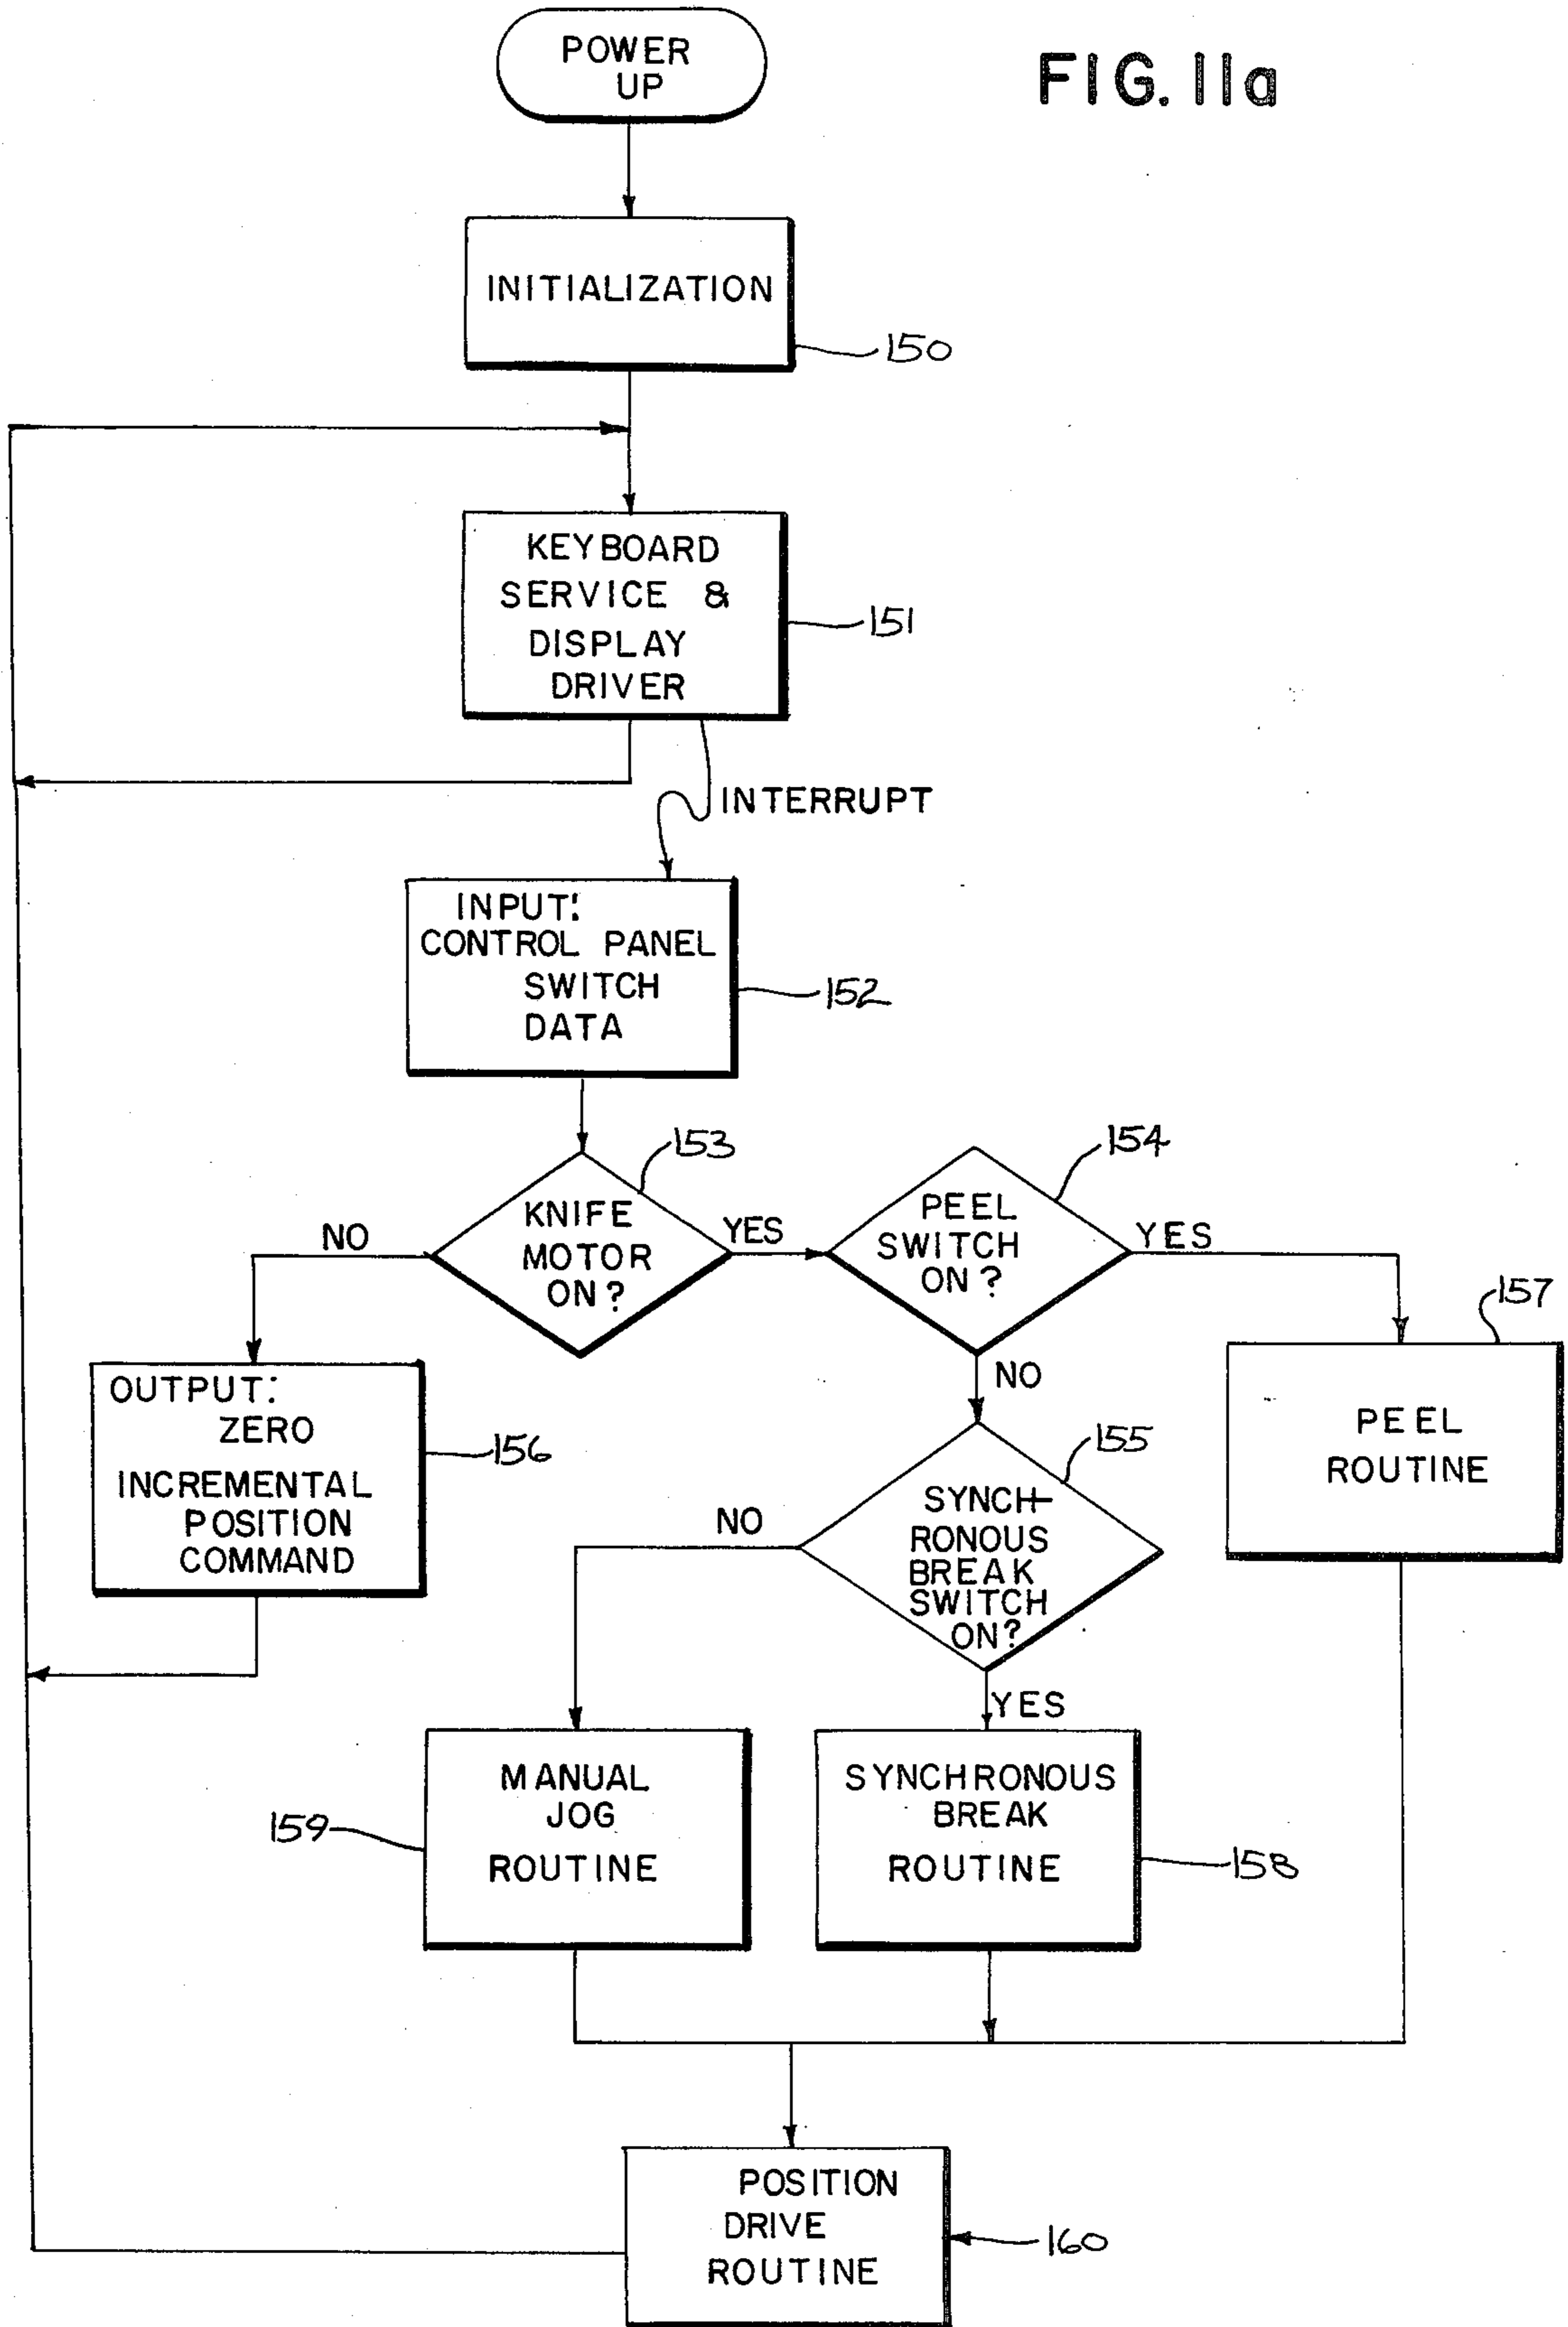 POWER
UP
FIG. 11a
INITIALIZATION
150
KEYBOARD
SERVICE &
DISPLAY
DRIVER
151
INTERRUPT
INPUT:
CONTROL PANEL
SWITCH
DATA
152
153
KNIFE
MOTOR
ON?
NO
YES
154
PEEL
SWITCH
ON?
YES
NO
157
PEEL
ROUTINE
OUTPUT:
ZERO
INCREMENTAL
POSITION
COMMAND
156
155
SYNCH-
RONOUS
BREAK
SWITCH
ON?
NO
YES
MANUAL
JOG
ROUTINE
159
SYNCHRONOUS
BREAK
ROUTINE
158
POSITION
DRIVE
ROUTINE
160